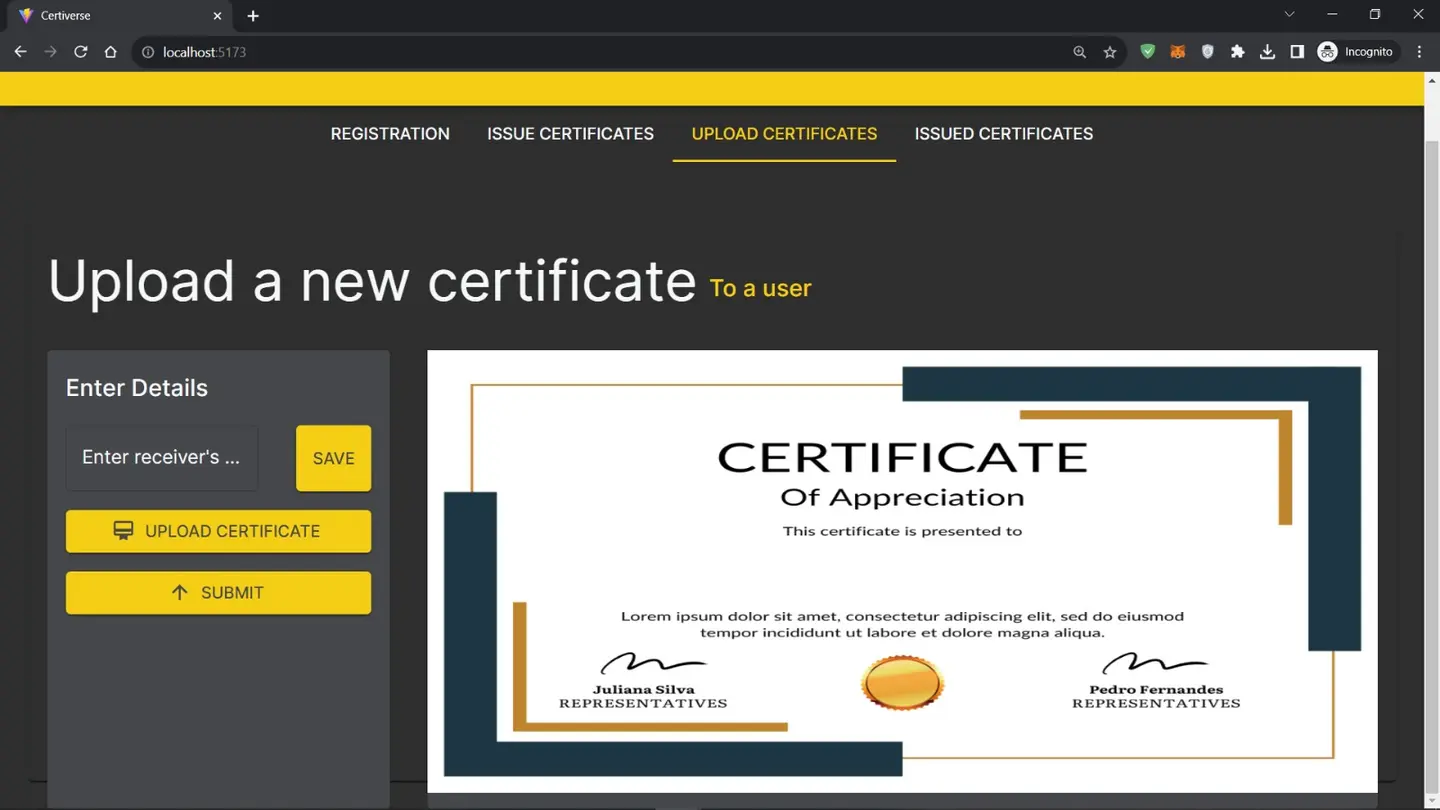 Certiverse
localhost:5173
Incognito
REGISTRATION
ISSUE CERTIFICATES
UPLOAD CERTIFICATES
ISSUED CERTIFICATES
Upload a new certificate To a user
Enter Details
Enter receiver's ...
SAVE
UPLOAD CERTIFICATE
SUBMIT
CERTIFICATE
Of Appreciation
This certificate is presented to
Lorem ipsum dolor sit amet, consectetur adipiscing elit, sed do eiusmod
tempor incididunt ut labore et dolore magna aliqua.
Juliana Silva
REPRESENTATIVES
Pedro Fernandes
REPRESENTATIVES